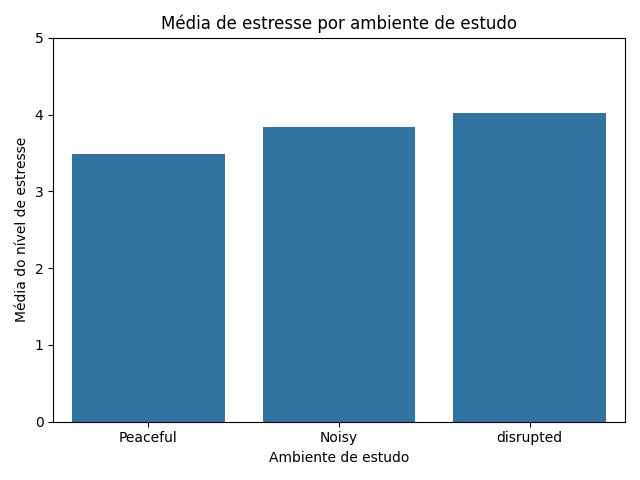 Média de estresse por ambiente de estudo
Média do nível de estresse
5
4
3
2
1
0
Peaceful
Noisy
disrupted
Ambiente de estudo